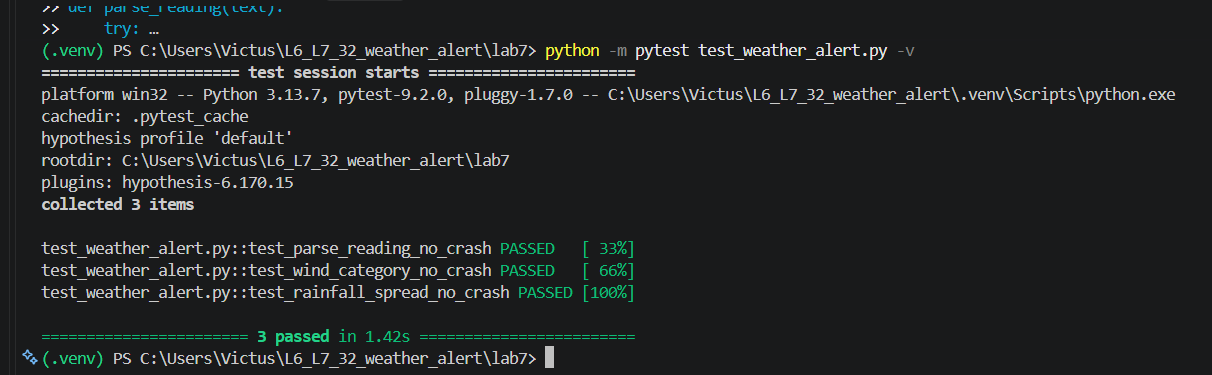 >> def parse_reading(text):
>>     try: …
(.venv) PS C:\Users\Victus\L6_L7_32_weather_alert\lab7> python -m pytest test_weather_alert.py -v
======================= test session starts ========================
platform win32 -- Python 3.13.7, pytest-9.2.0, pluggy-1.7.0 -- C:\Users\Victus\L6_L7_32_weather_alert\.venv\Scripts\python.exe
cachedir: .pytest_cache
hypothesis profile 'default'
rootdir: C:\Users\Victus\L6_L7_32_weather_alert\lab7
plugins: hypothesis-6.170.15
collected 3 items

test_weather_alert.py::test_parse_reading_no_crash PASSED   [ 33%]
test_weather_alert.py::test_wind_category_no_crash PASSED   [ 66%]
test_weather_alert.py::test_rainfall_spread_no_crash PASSED [100%]

======================== 3 passed in 1.42s =========================
(.venv) PS C:\Users\Victus\L6_L7_32_weather_alert\lab7>